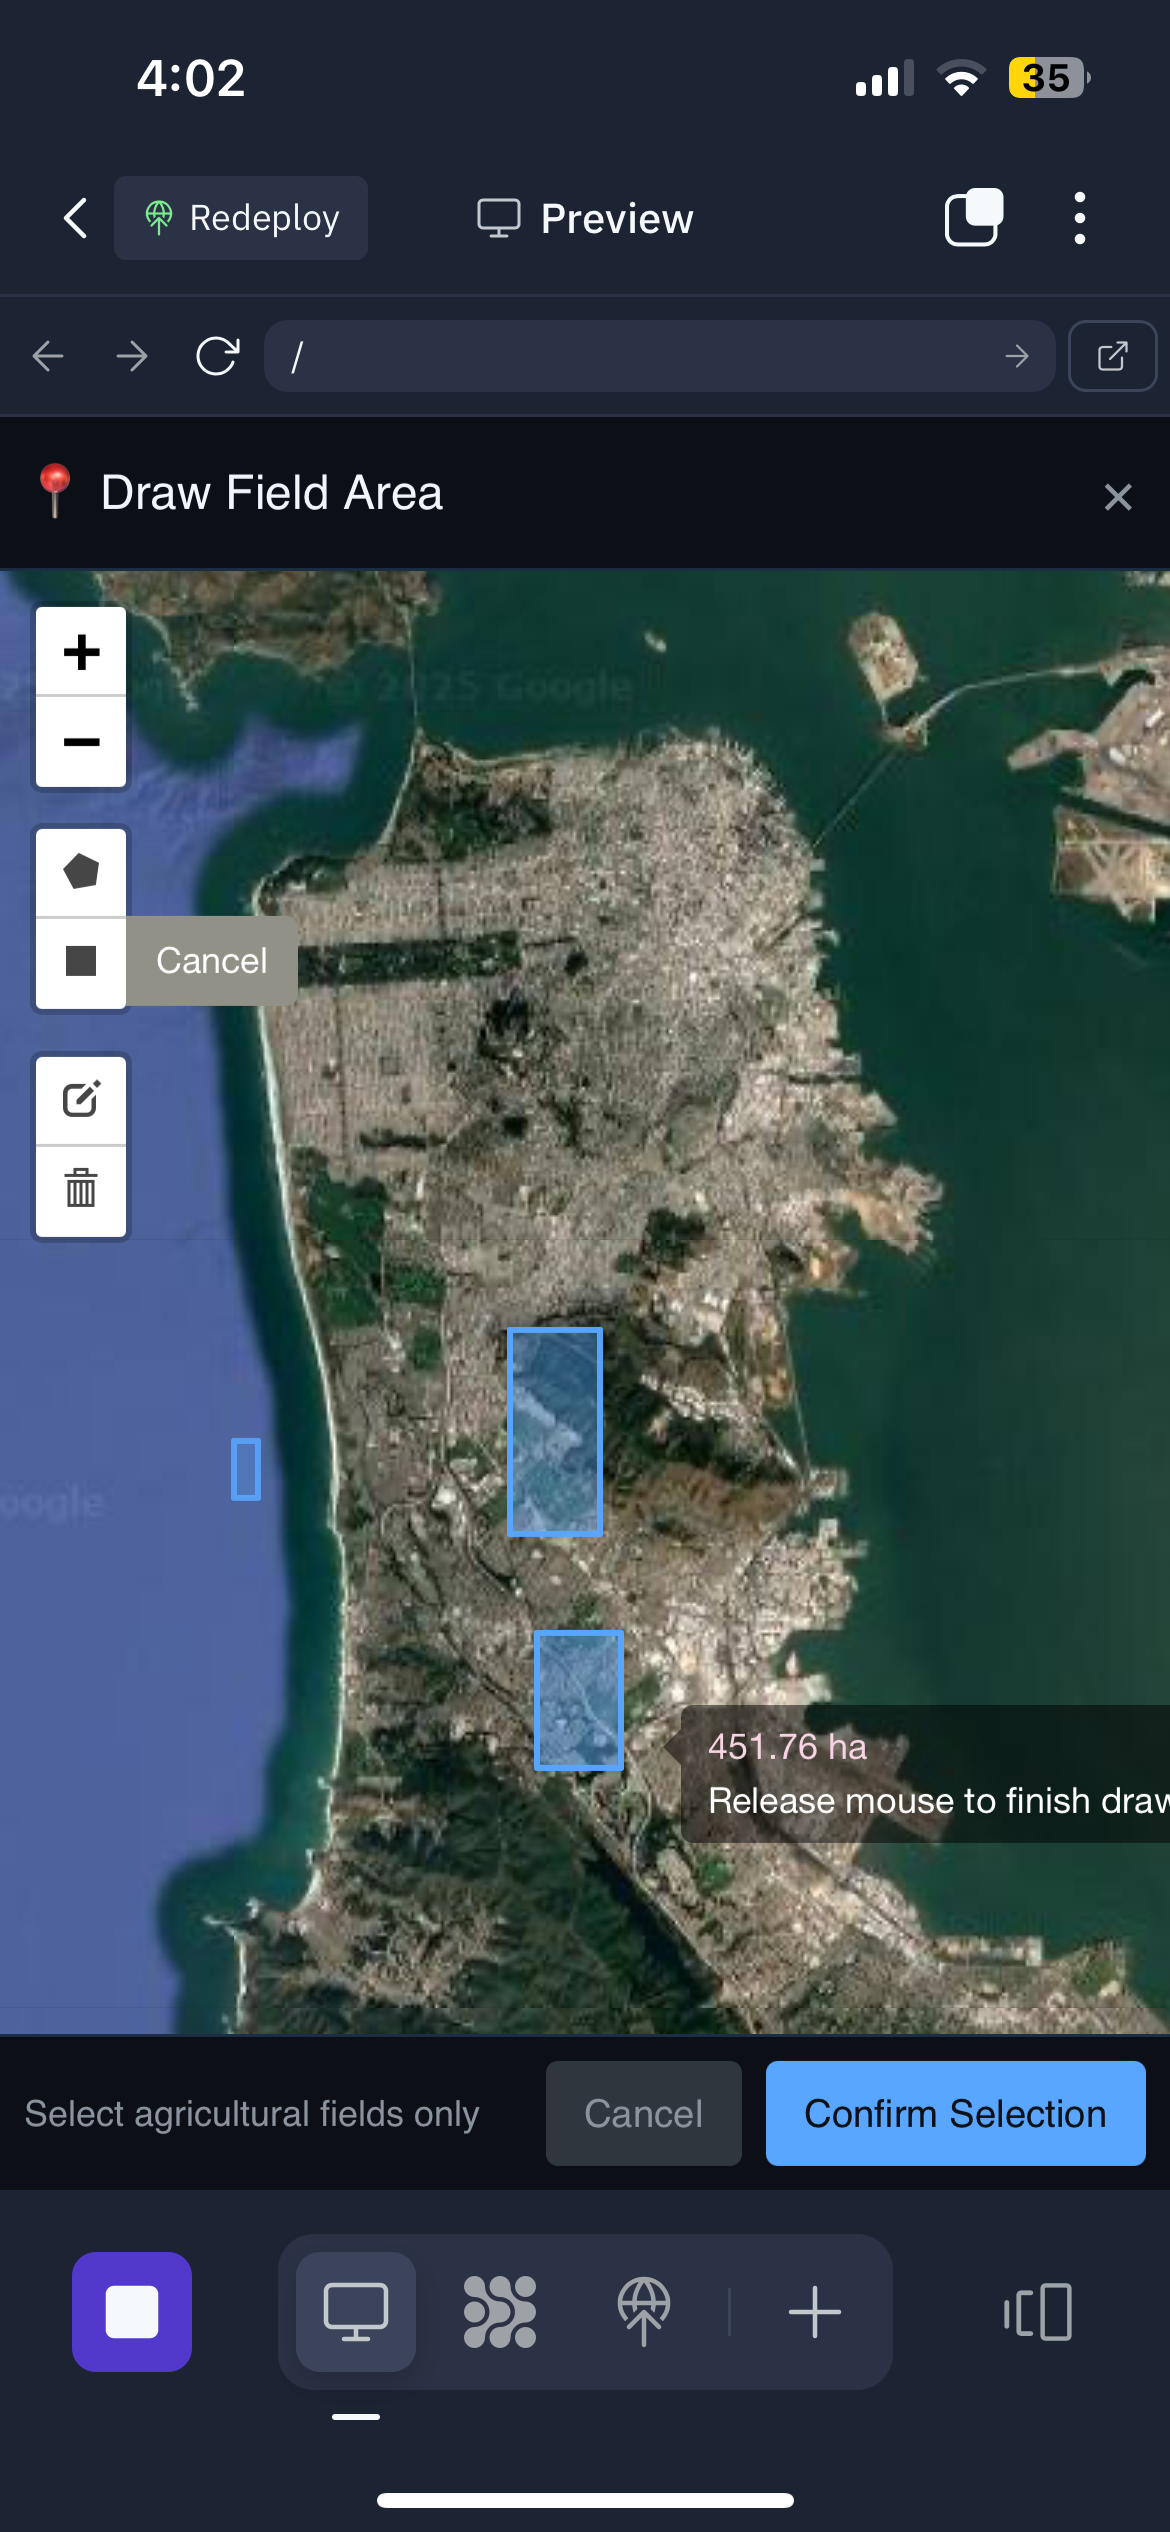 4:02
35
Redeploy
Preview
/
Draw Field Area
2025 Google
Cancel
oogle
451.76 ha
Release mouse to finish draw
Select agricultural fields only
Cancel
Confirm Selection